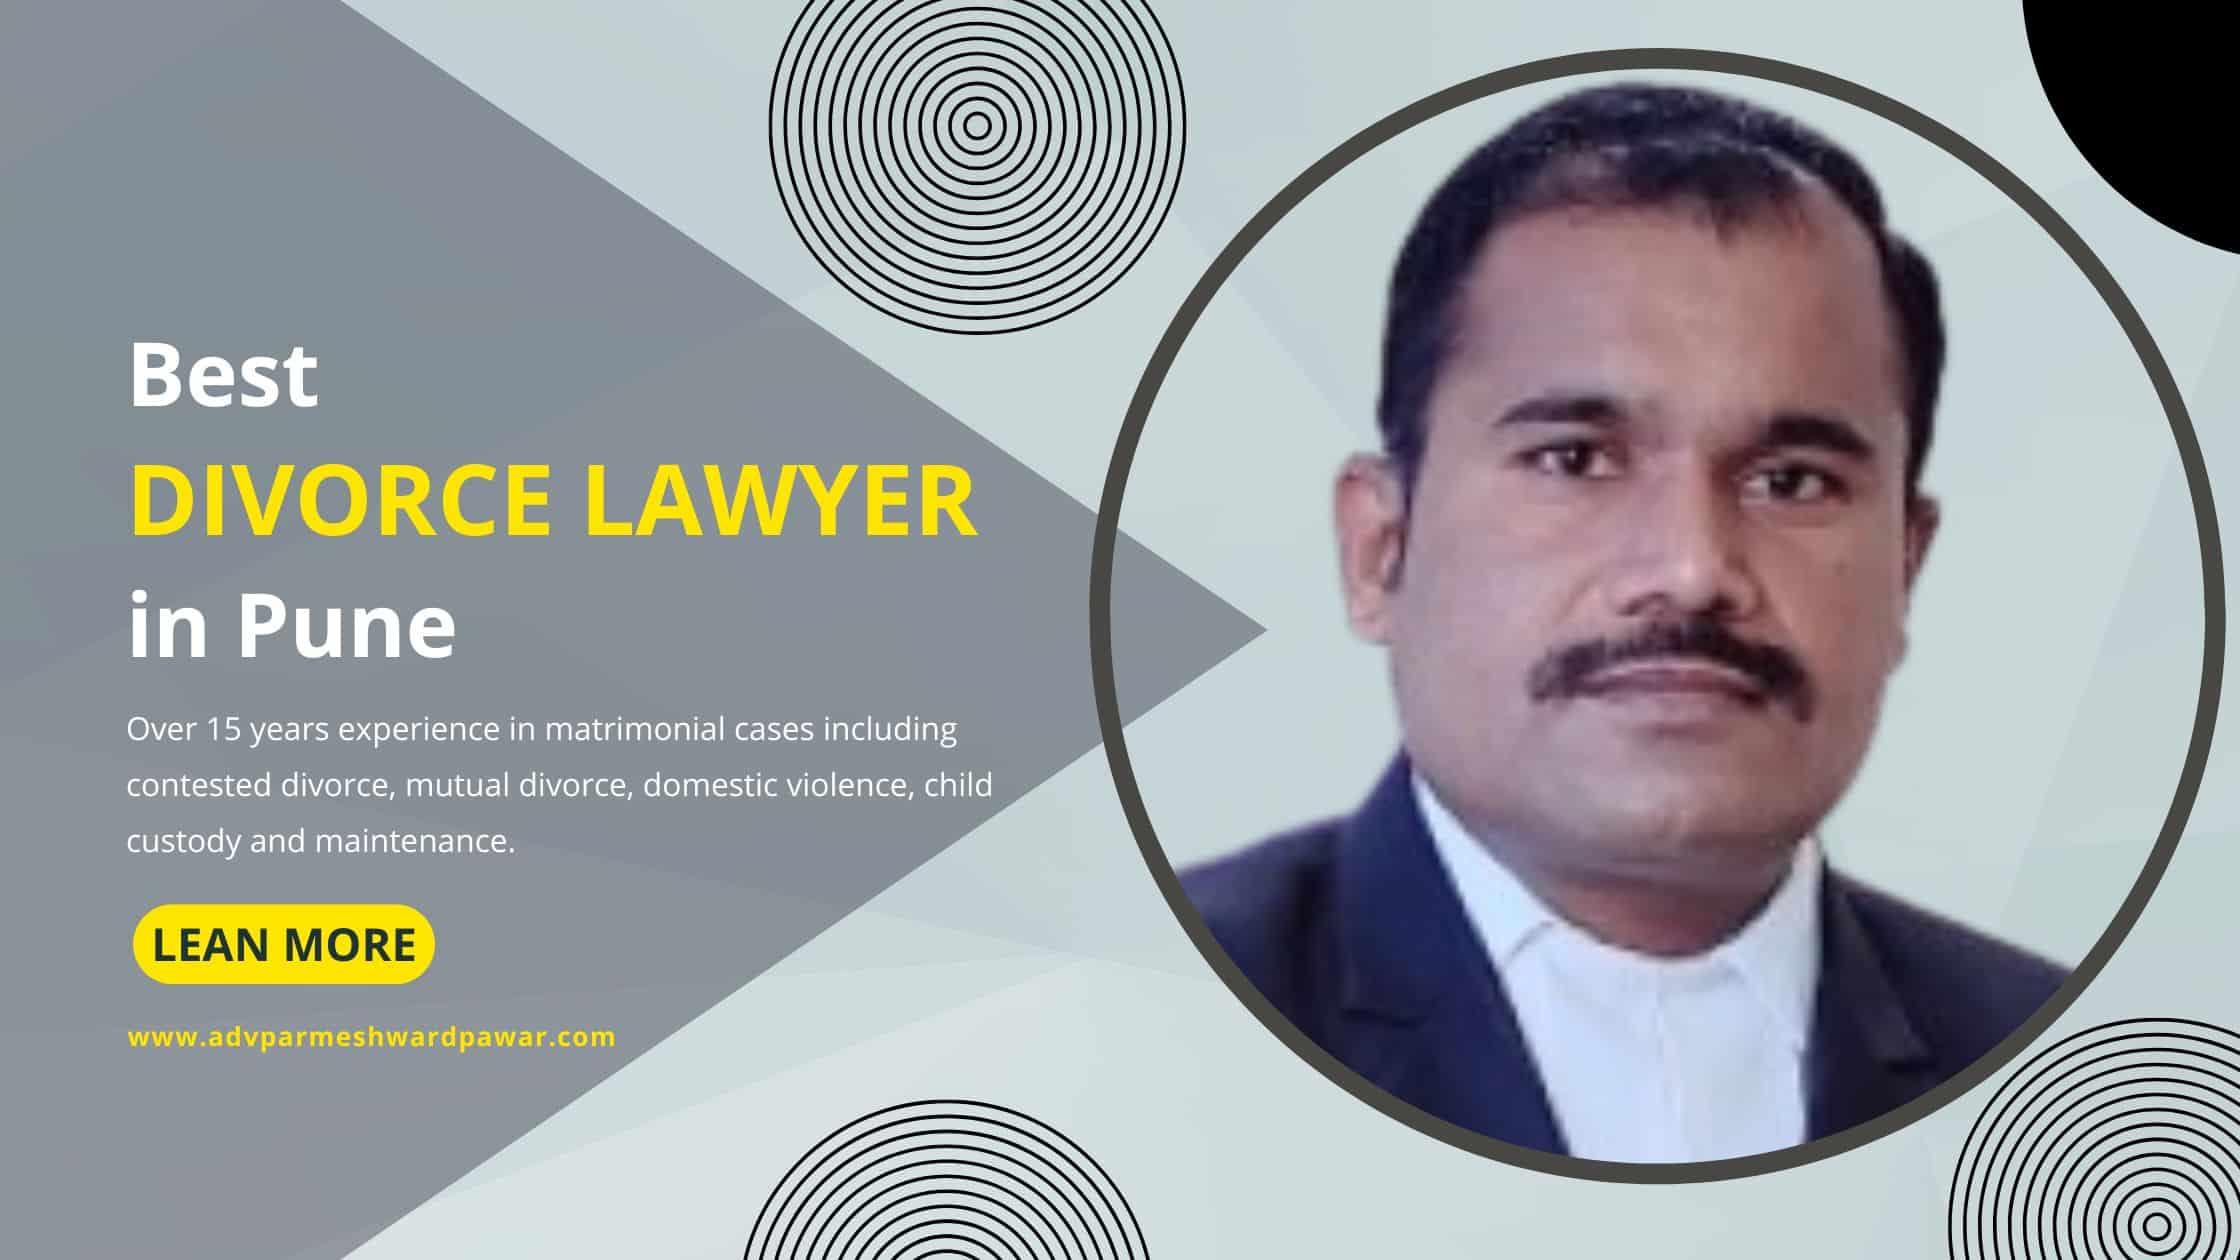 Best
DIVORCE LAWYER
in Pune
Over 15 years experience in matrimonial cases including
contested divorce, mutual divorce, domestic violence, child
custody and maintenance.
LEAN MORE
www.advparmeshwardpawar.com